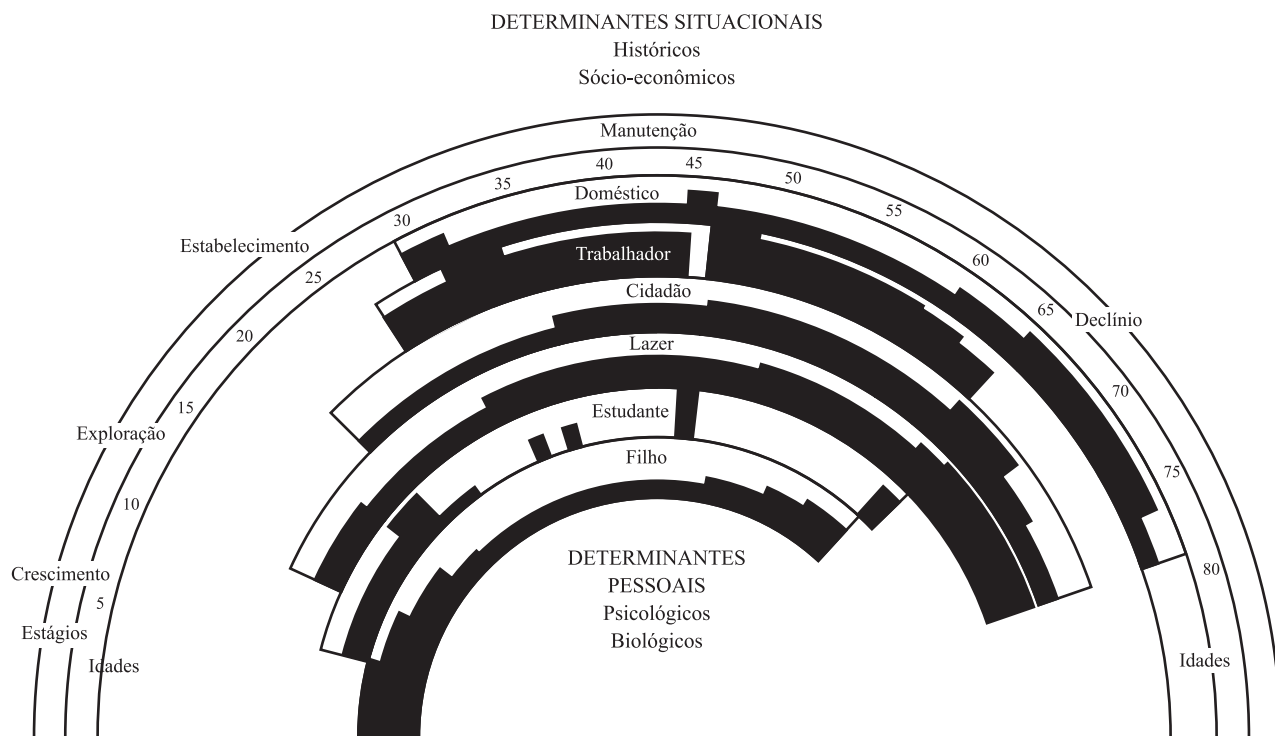 DETERMINANTES SITUACIONAIS
Históricos
Sócio-econômicos
Manutenção
40
45
35
50
Doméstico
30
55
Estabelecimento
Trabalhador
60
25
Cidadão
65
Declínio
20
Lazer
70
15
Estudante
Exploração
Filho
75
10
DETERMINANTES
PESSOAIS
Psicológicos
Biológicos
Crescimento
80
5
Estágios
Idades
Idades